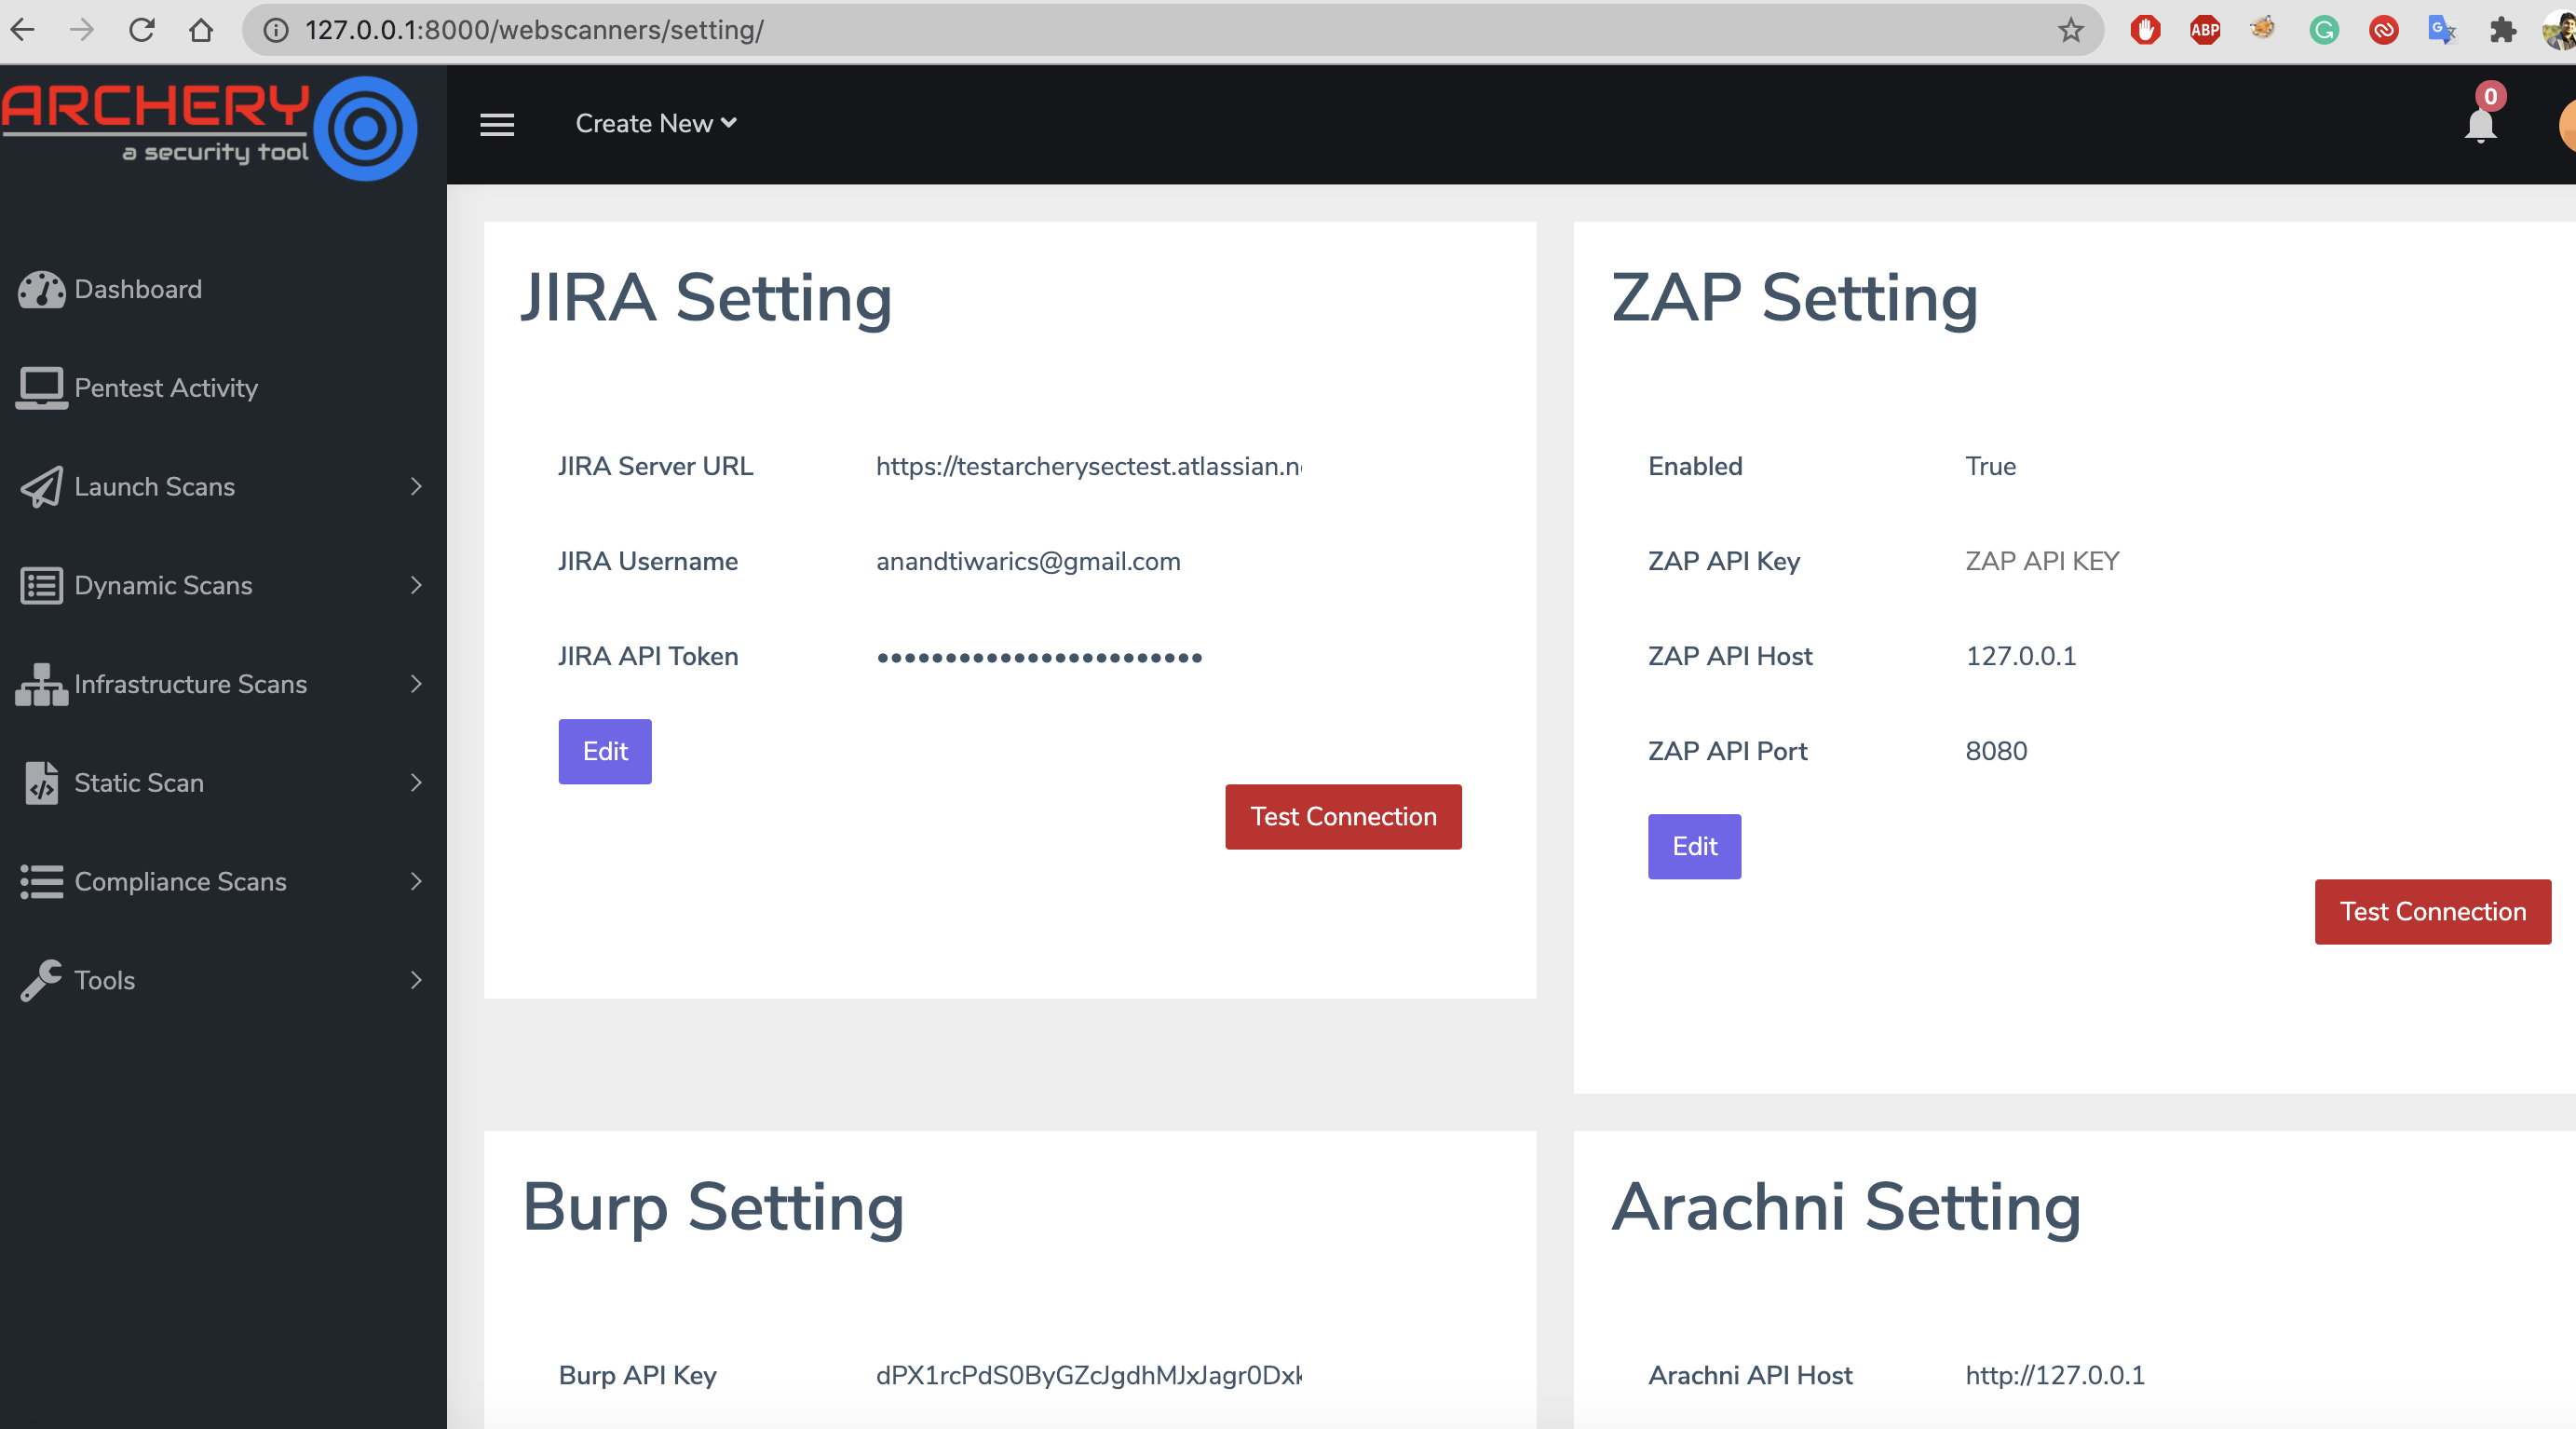 127.0.0.1:8000/webscanners/setting/
ABP
ARCHERY
a security tool
Create New
0
Dashboard
Pentest Activity
Launch Scans
Dynamic Scans
Infrastructure Scans
Static Scan
Compliance Scans
Tools
JIRA Setting
JIRA Server URL https://testarcherysectest.atlassian.n
JIRA Username anandtiwarics@gmail.com
JIRA API Token ••••••••••••••••••••••••
Edit
Test Connection
ZAP Setting
Enabled True
ZAP API Key ZAP API KEY
ZAP API Host 127.0.0.1
ZAP API Port 8080
Edit
Test Connection
Burp Setting
Burp API Key dPX1rcPdS0ByGZcJgdhMJxJagr0Dxk
Arachni Setting
Arachni API Host http://127.0.0.1